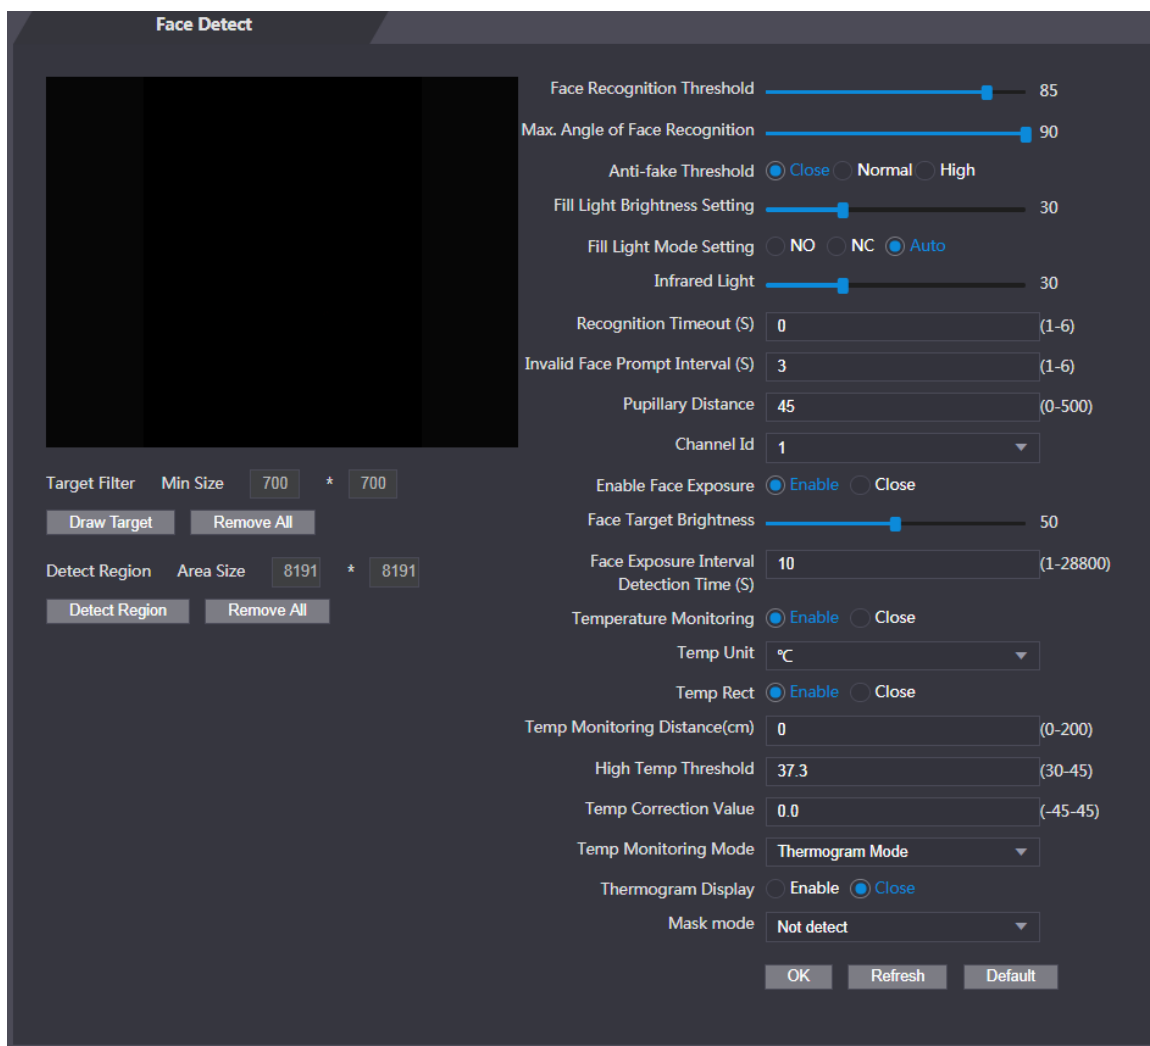 Face Detect
Face Recognition Threshold 85
Max. Angle of Face Recognition 90
Anti-fake Threshold Close Normal High
Fill Light Brightness Setting 30
Fill Light Mode Setting NO NC Auto
Infrared Light 30
Recognition Timeout (S) 0 (1-6)
Invalid Face Prompt Interval (S) 3 (1-6)
Pupillary Distance 45 (0-500)
Channel Id 1
Target Filter Min Size 700 * 700
Draw Target Remove All
Detect Region Area Size 8191 * 8191
Detect Region Remove All
Enable Face Exposure Enable Close
Face Target Brightness 50
Face Exposure Interval 10 (1-28800)
Detection Time (S)
Temperature Monitoring Enable Close
Temp Unit ℃
Temp Rect Enable Close
Temp Monitoring Distance(cm) 0 (0-200)
High Temp Threshold 37.3 (30-45)
Temp Correction Value 0.0 (-45-45)
Temp Monitoring Mode Thermogram Mode
Thermogram Display Enable Close
Mask mode Not detect
OK Refresh Default